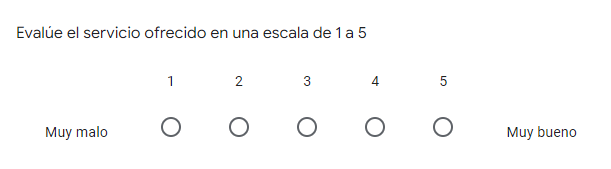 Evalúe el servicio ofrecido en una escala de 1 a 5
1 2 3 4 5
Muy malo Muy bueno